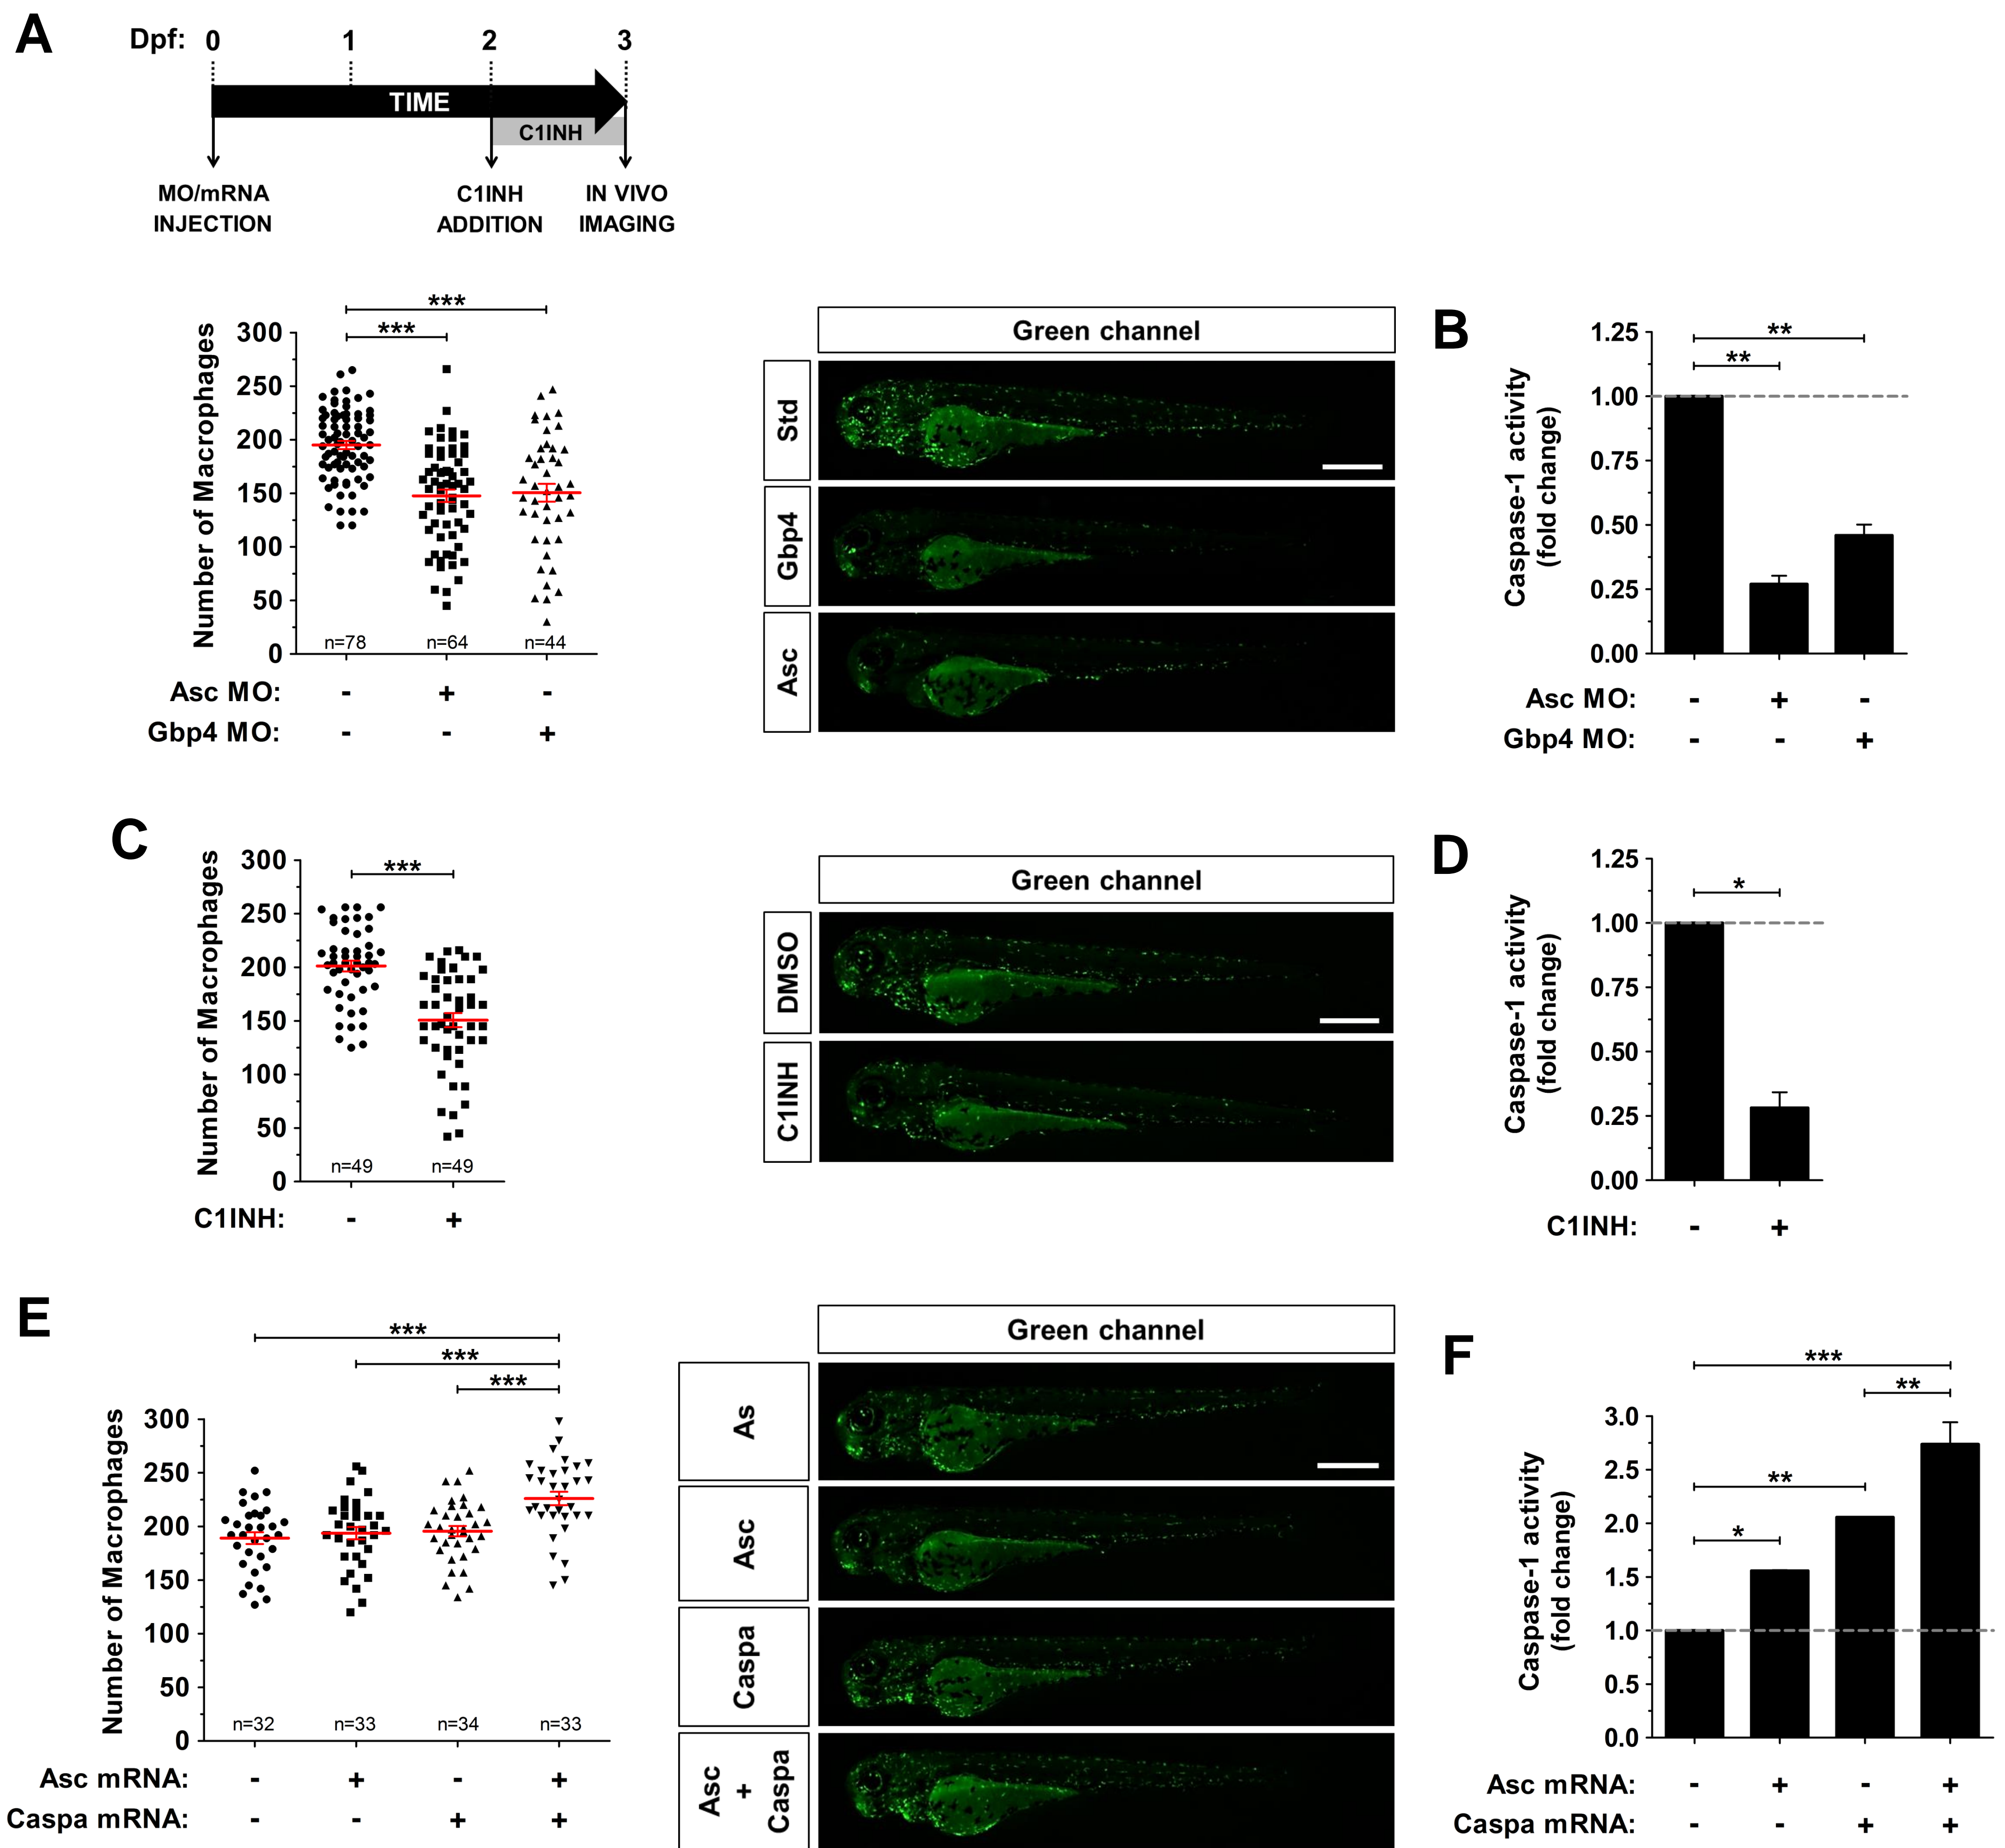 A
Dpf: 0 1 2 3
TIME
C1INH
MO/mRNA
INJECTION
C1INH
ADDITION
IN VIVO
IMAGING
Number of Macrophages
300
250
200
150
100
50
0
***
***
n=78 n=64 n=44
Asc MO: - + -
Gbp4 MO: - - +
Green channel
Std
Gbp4
Asc
B
Caspase-1 activity
(fold change)
1.25
1.00
0.75
0.50
0.25
0.00
**
**
Asc MO: - + -
Gbp4 MO: - - +
C
Number of Macrophages
300
250
200
150
100
50
0
***
n=49 n=49
C1INH: - +
Green channel
DMSO
C1INH
D
Caspase-1 activity
(fold change)
1.25
1.00
0.75
0.50
0.25
0.00
*
C1INH: - +
E
Number of Macrophages
300
250
200
150
100
50
0
***
***
***
n=32 n=33 n=34 n=33
Asc mRNA: - + - +
Caspa mRNA: - - + +
Green channel
As
Asc
Caspa
Asc
+
Caspa
F
Caspase-1 activity
(fold change)
3.0
2.5
2.0
1.5
1.0
0.5
0.0
***
**
**
*
Asc mRNA: - + - +
Caspa mRNA: - - + +